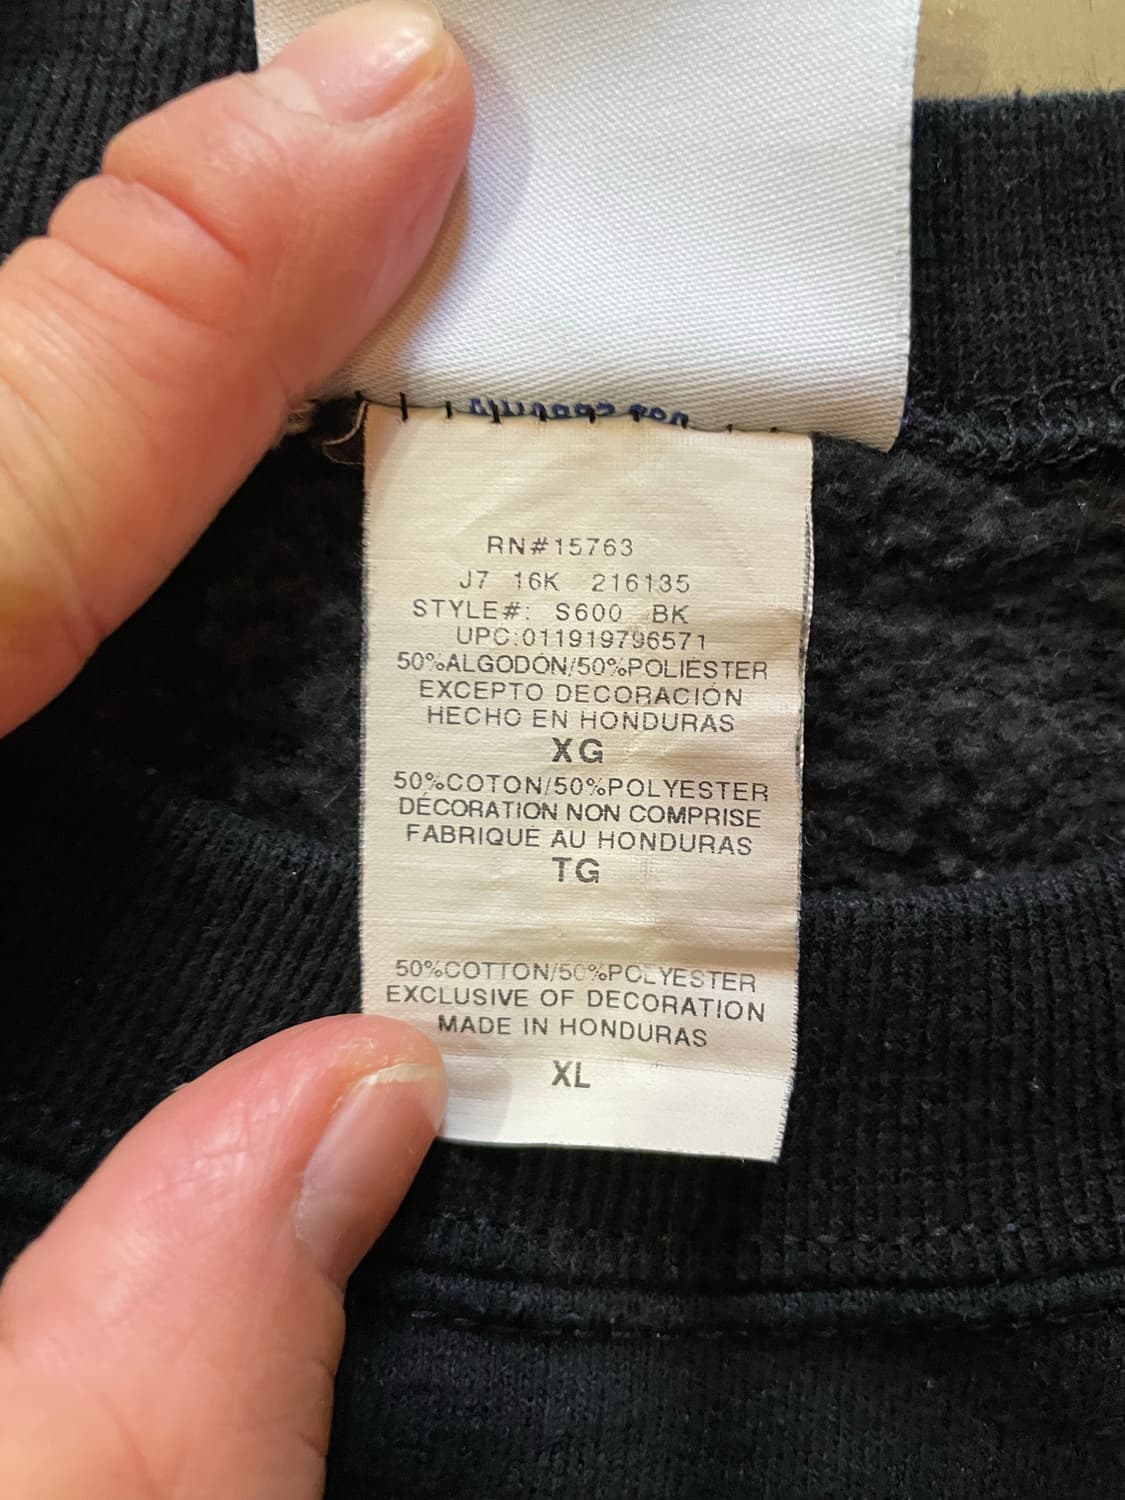 RN#15763
J7 16K 216135
STYLE#: S600 BK
UPC:011919796571
50%ALGODÓN/50%POLIÉSTER
EXCEPTO DECORACIÓN
HECHO EN HONDURAS
XG
50%COTON/50%POLYESTER
DÉCORATION NON COMPRISE
FABRIQUÉ AU HONDURAS
TG
50%COTTON/50%POLYESTER
EXCLUSIVE OF DECORATION
MADE IN HONDURAS
XL